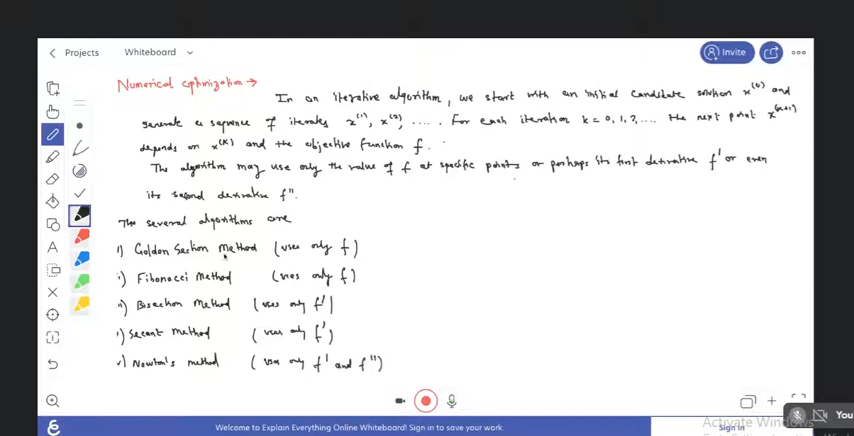 Projects
Whiteboard
Invite
Numerical optimization →
In an iterative algorithm, we start with an initial candidate solution x^(0) and
generate a sequence of iterates x^(1), x^(2), ..... For each iteration k = 0, 1, 2, .... the next point x^(k+1)
depends on x^(k) and the objective function f.
The algorithm may use only the value of f at specific points or perhaps its first derivative f' or even
its second derivative f''.
The several algorithms are
i) Golden Section Method (uses only f)
ii) Fibonacci Method (uses only f)
Bisection Method (uses only f')
Secant Method (uses only f')
v) Newton's method (uses only f' and f'')
Welcome to Explain Everything Online Whiteboard! Sign in to save your work.
Sign in
Activate Windows
You